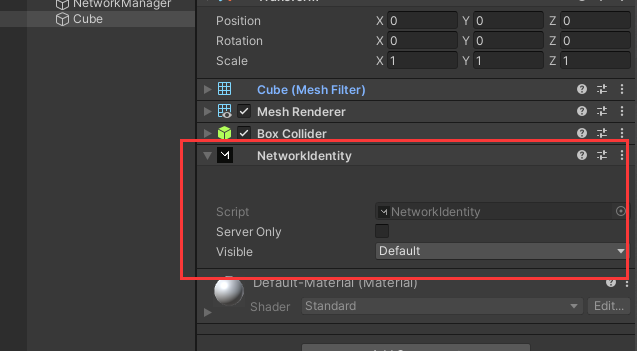 NetworkManager
Cube
Transform
Position X 0 Y 0 Z 0
Rotation X 0 Y 0 Z 0
Scale X 1 Y 1 Z 1
Cube (Mesh Filter)
Mesh Renderer
Box Collider
NetworkIdentity
Script NetworkIdentity
Server Only
Visible Default
Default-Material (Material)
Shader Standard Edit...